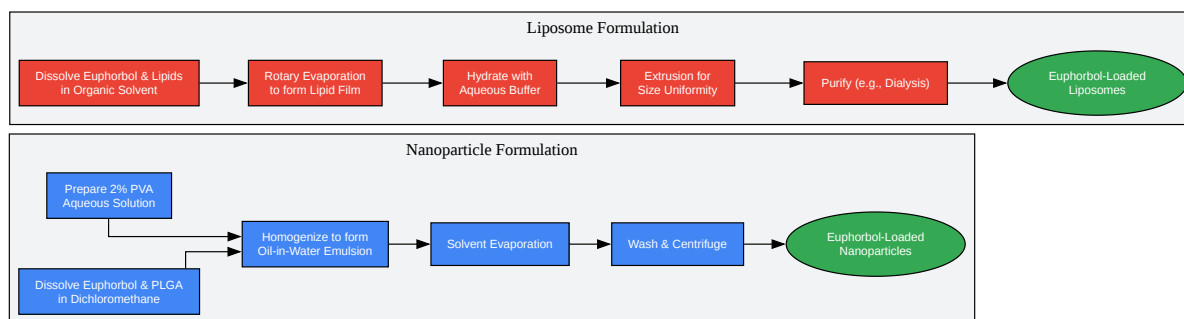 Liposome Formulation
Dissolve Euphorbol & Lipids
in Organic Solvent
Rotary Evaporation
to form Lipid Film
Hydrate with
Aqueous Buffer
Extrusion for
Size Uniformity
Purify (e.g., Dialysis)
Euphorbol-Loaded
Liposomes
Nanoparticle Formulation
Prepare 2% PVA
Aqueous Solution
Dissolve Euphorbol & PLGA
in Dichloromethane
Homogenize to form
Oil-in-Water Emulsion
Solvent Evaporation
Wash & Centrifuge
Euphorbol-Loaded
Nanoparticles